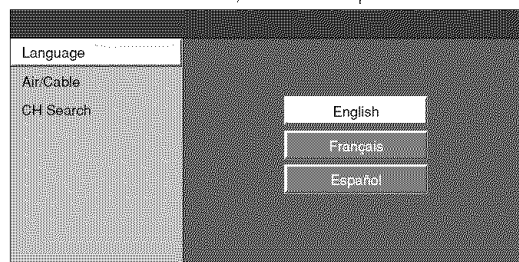 Language
Air/Cable
CH Search
English
Français
Español